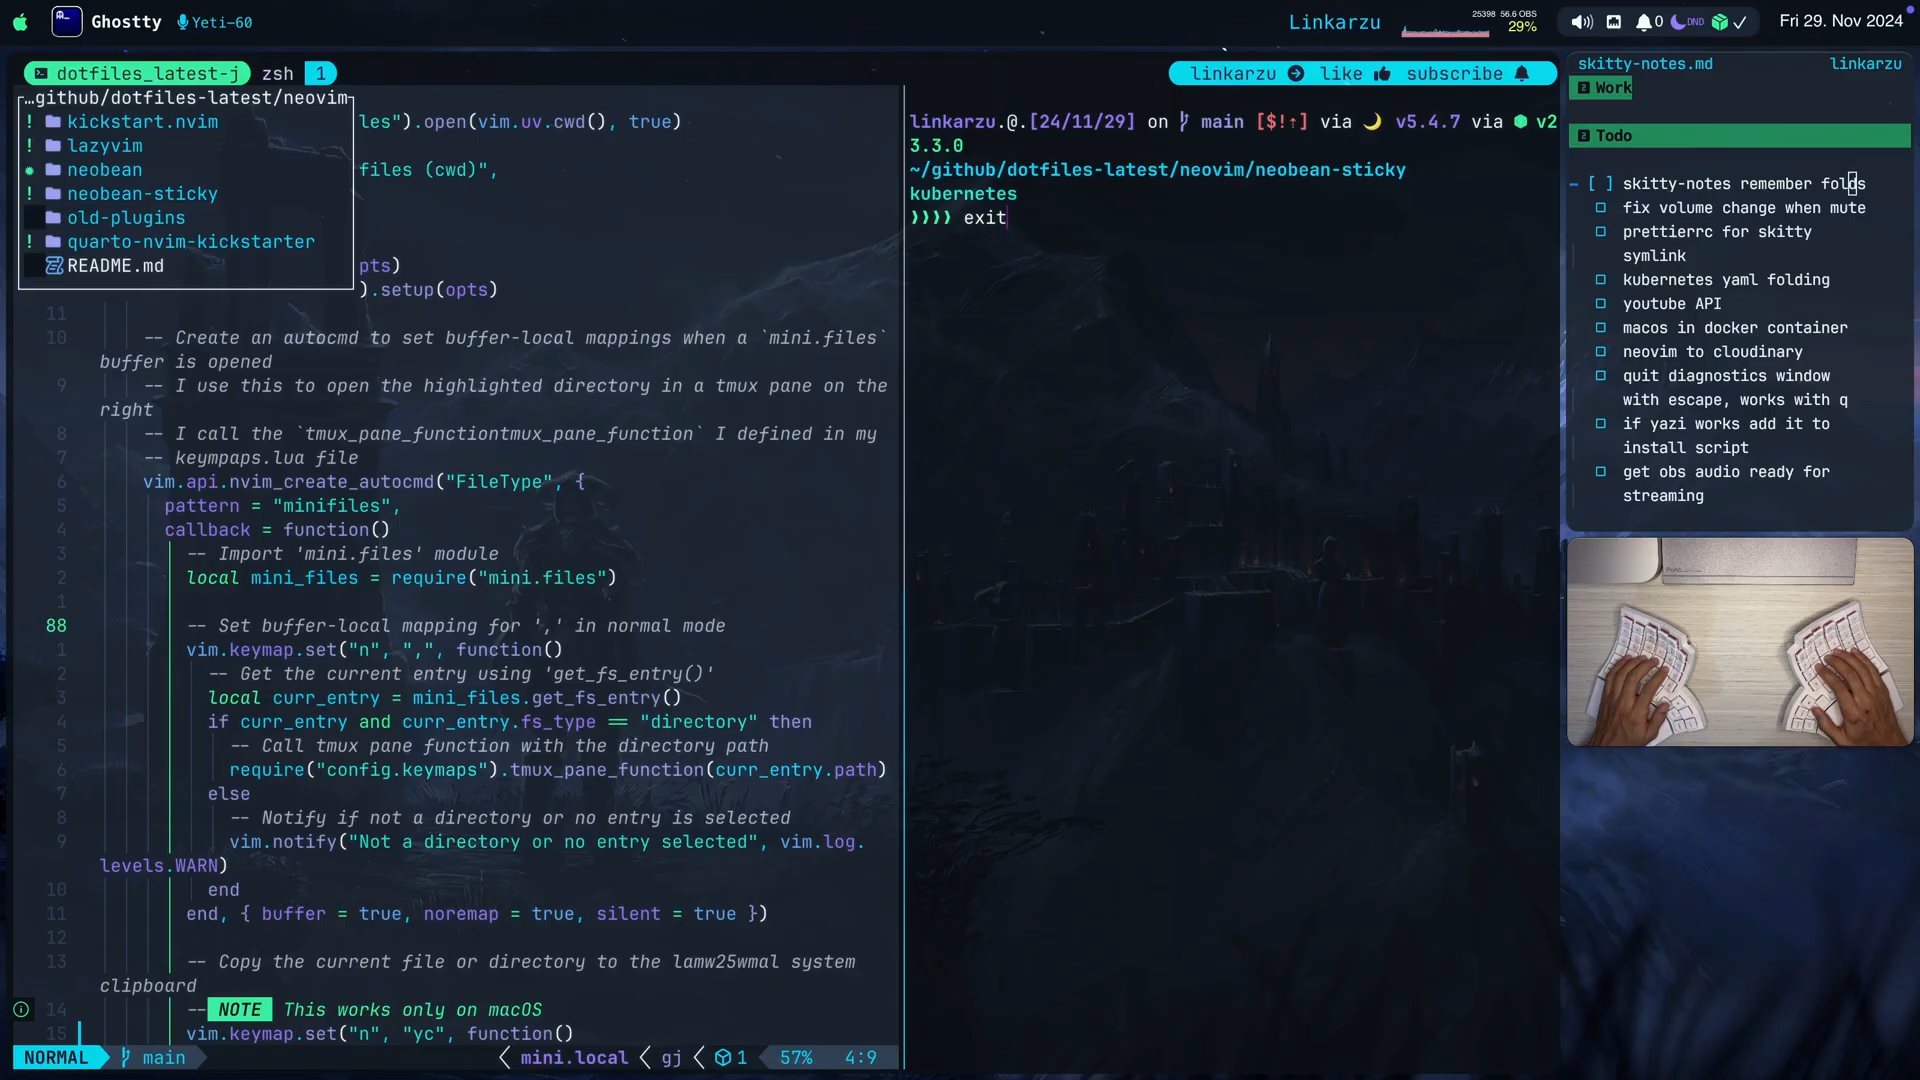 Ghostty Yeti-60 Linkarzu 25398 56.6 OBS 29% 0 DND Fri 29. Nov 2024
dotfiles_latest-j zsh 1 linkarzu like subscribe
…github/dotfiles-latest/neovim
! kickstart.nvim
! lazyvim
neobean
! neobean-sticky
old-plugins
! quarto-nvim-kickstarter
README.md
les").open(vim.uv.cwd(), true)
files (cwd)",
pts)
).setup(opts)
11
10 -- Create an autocmd to set buffer-local mappings when a `mini.files`
buffer is opened
9 -- I use this to open the highlighted directory in a tmux pane on the
right
8 -- I call the `tmux_pane_functiontmux_pane_function` I defined in my
7 -- keympaps.lua file
6 vim.api.nvim_create_autocmd("FileType", {
5 pattern = "minifiles",
4 callback = function()
3 -- Import 'mini.files' module
2 local mini_files = require("mini.files")
1
88 -- Set buffer-local mapping for ',' in normal mode
1 vim.keymap.set("n", ",", function()
2 -- Get the current entry using 'get_fs_entry()'
3 local curr_entry = mini_files.get_fs_entry()
4 if curr_entry and curr_entry.fs_type == "directory" then
5 -- Call tmux pane function with the directory path
6 require("config.keymaps").tmux_pane_function(curr_entry.path)
7 else
8 -- Notify if not a directory or no entry is selected
9 vim.notify("Not a directory or no entry selected", vim.log.
levels.WARN)
10 end
11 end, { buffer = true, noremap = true, silent = true })
12
13 -- Copy the current file or directory to the lamw25wmal system
clipboard
14 -- NOTE This works only on macOS
15 vim.keymap.set("n", "yc", function()
NORMAL main mini.local gj 1 57% 4:9
linkarzu.@.[24/11/29] on main [$!⇡] via v5.4.7 via v2
3.3.0
~/github/dotfiles-latest/neovim/neobean-sticky
kubernetes
❯❯❯❯ exit
skitty-notes.md linkarzu
2 Work
2 Todo
- [ ] skitty-notes remember folds
fix volume change when mute
prettierrc for skitty
symlink
kubernetes yaml folding
youtube API
macos in docker container
neovim to cloudinary
quit diagnostics window
with escape, works with q
if yazi works add it to
install script
get obs audio ready for
streaming